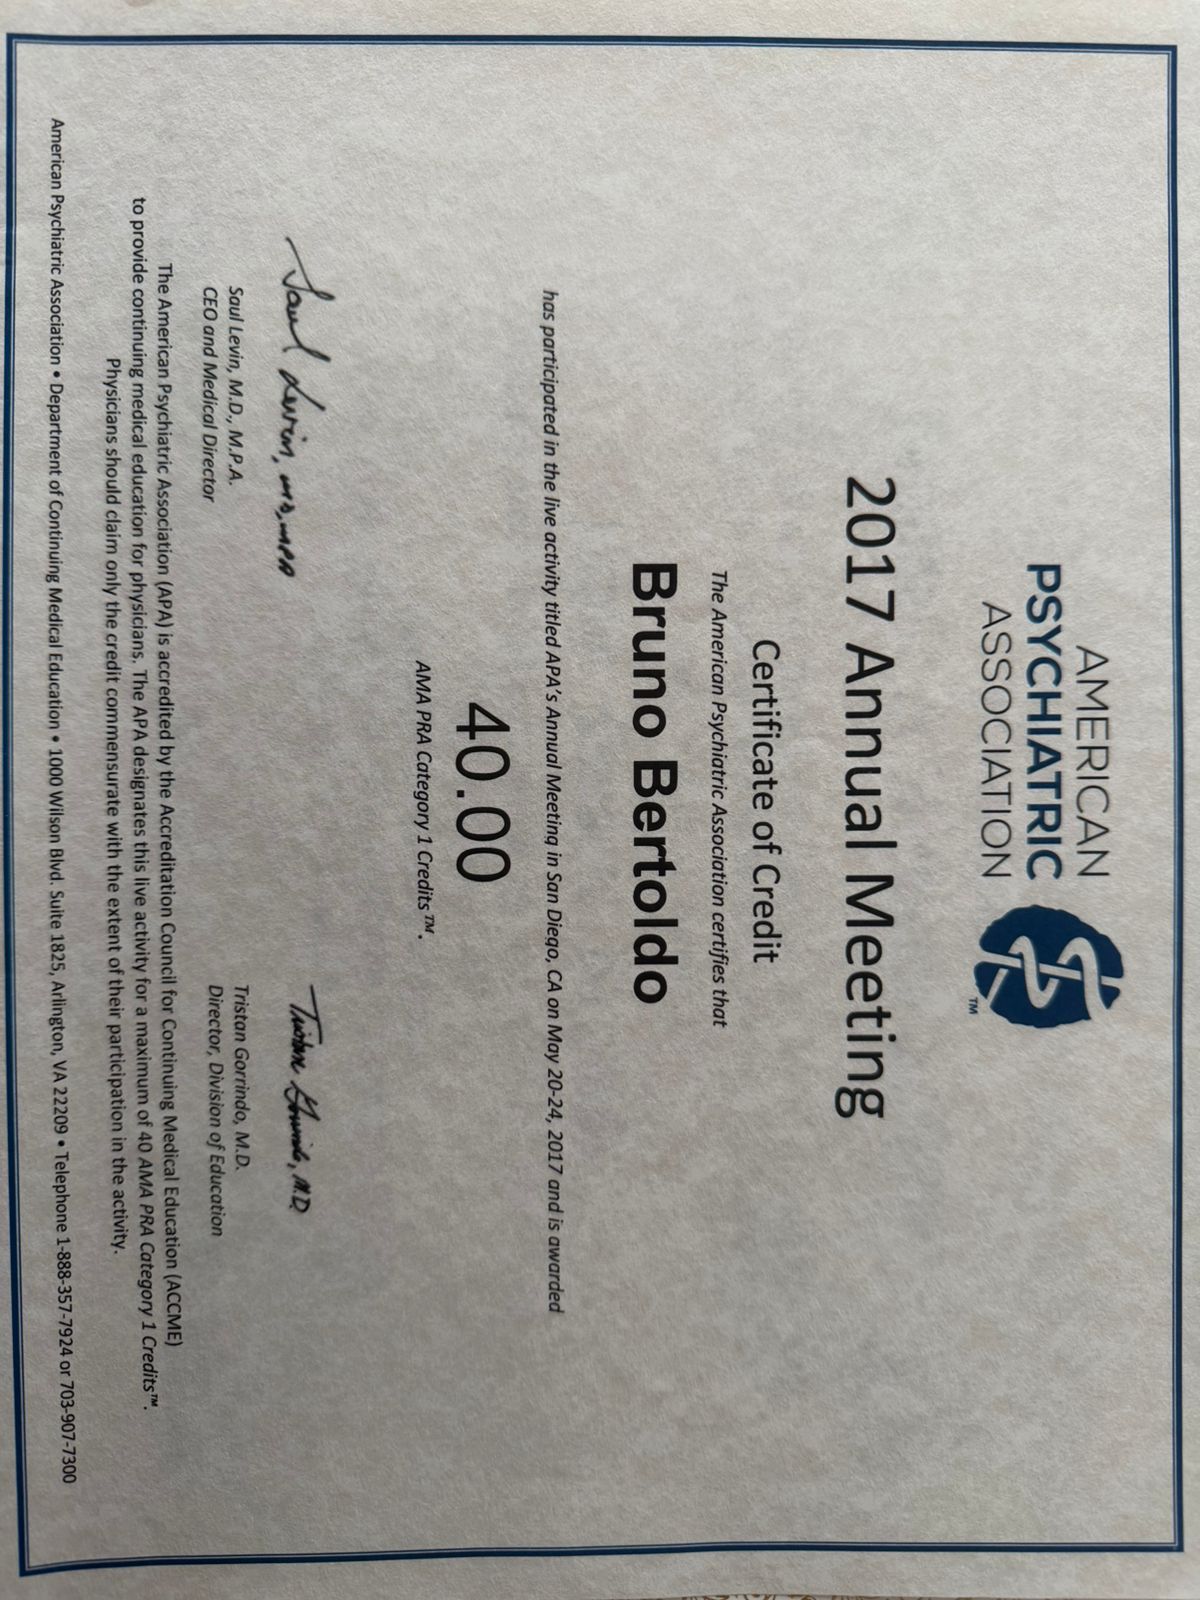 AMERICAN
PSYCHIATRIC
ASSOCIATION
TM
2017 Annual Meeting
Certificate of Credit
The American Psychiatric Association certifies that
Bruno Bertoldo
has participated in the live activity titled APA's Annual Meeting in San Diego, CA on May 20-24, 2017 and is awarded
40.00
AMA PRA Category 1 Credits™.
Saul Levin, MD, MPA
Tristan Gorrindo, M.D.
Saul Levin, M.D., M.P.A.
Tristan Gorrindo, M.D.
CEO and Medical Director
Director, Division of Education
The American Psychiatric Association (APA) is accredited by the Accreditation Council for Continuing Medical Education (ACCME)
to provide continuing medical education for physicians. The APA designates this live activity for a maximum of 40 AMA PRA Category 1 Credits™.
Physicians should claim only the credit commensurate with the extent of their participation in the activity.
American Psychiatric Association • Department of Continuing Medical Education • 1000 Wilson Blvd. Suite 1825, Arlington, VA 22209 • Telephone 1-888-357-7924 or 703-907-7300